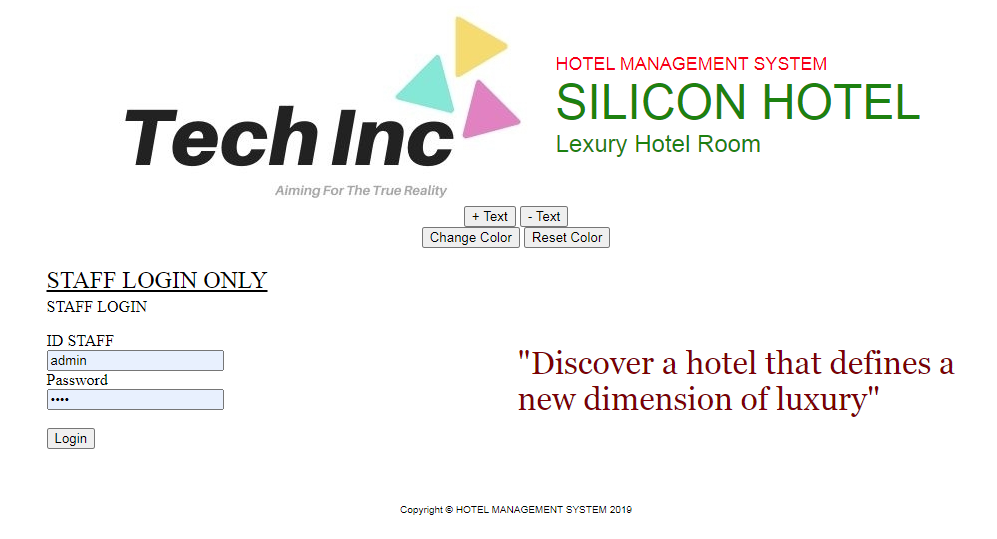 Tech Inc
Aiming For The True Reality
HOTEL MANAGEMENT SYSTEM
SILICON HOTEL
Lexury Hotel Room
+ Text - Text
Change Color Reset Color
STAFF LOGIN ONLY
STAFF LOGIN
ID STAFF
admin
Password
••••
Login
"Discover a hotel that defines a
new dimension of luxury"
Copyright © HOTEL MANAGEMENT SYSTEM 2019